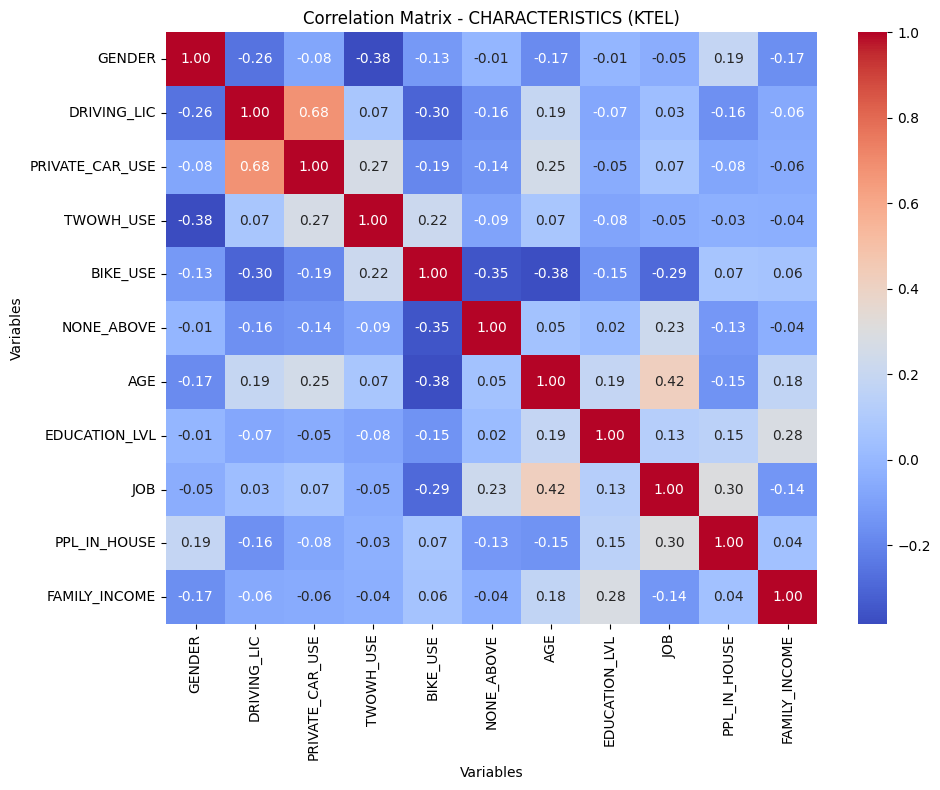 Correlation Matrix - CHARACTERISTICS (KTEL)
GENDER 1.00 -0.26 -0.08 -0.38 -0.13 -0.01 -0.17 -0.01 -0.05 0.19 -0.17
DRIVING_LIC -0.26 1.00 0.68 0.07 -0.30 -0.16 0.19 -0.07 0.03 -0.16 -0.06
PRIVATE_CAR_USE -0.08 0.68 1.00 0.27 -0.19 -0.14 0.25 -0.05 0.07 -0.08 -0.06
TWOWH_USE -0.38 0.07 0.27 1.00 0.22 -0.09 0.07 -0.08 -0.05 -0.03 -0.04
BIKE_USE -0.13 -0.30 -0.19 0.22 1.00 -0.35 -0.38 -0.15 -0.29 0.07 0.06
NONE_ABOVE -0.01 -0.16 -0.14 -0.09 -0.35 1.00 0.05 0.02 0.23 -0.13 -0.04
AGE -0.17 0.19 0.25 0.07 -0.38 0.05 1.00 0.19 0.42 -0.15 0.18
EDUCATION_LVL -0.01 -0.07 -0.05 -0.08 -0.15 0.02 0.19 1.00 0.13 0.15 0.28
JOB -0.05 0.03 0.07 -0.05 -0.29 0.23 0.42 0.13 1.00 0.30 -0.14
PPL_IN_HOUSE 0.19 -0.16 -0.08 -0.03 0.07 -0.13 -0.15 0.15 0.30 1.00 0.04
FAMILY_INCOME -0.17 -0.06 -0.06 -0.04 0.06 -0.04 0.18 0.28 -0.14 0.04 1.00
Variables
GENDER
DRIVING_LIC
PRIVATE_CAR_USE
TWOWH_USE
BIKE_USE
NONE_ABOVE
AGE
EDUCATION_LVL
JOB
PPL_IN_HOUSE
FAMILY_INCOME
Variables
1.0
0.8
0.6
0.4
0.2
0.0
−0.2